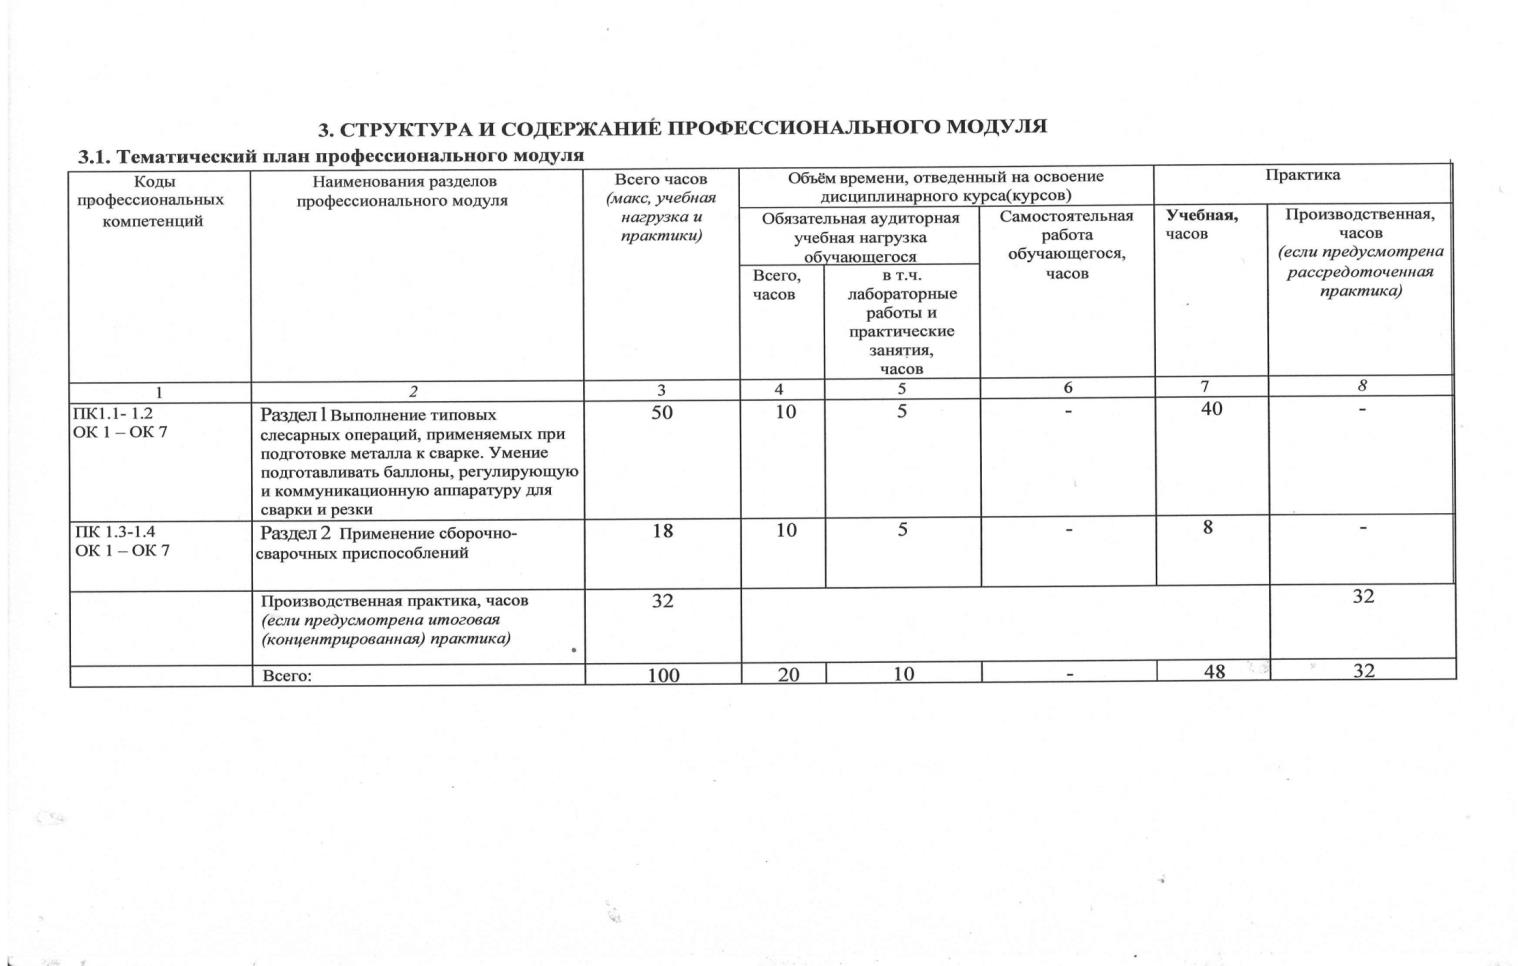 3. СТРУКТУРА И СОДЕРЖАНИЕ ПРОФЕССИОНАЛЬНОГО МОДУЛЯ
3.1. Тематический план профессионального модуля
Коды
профессиональных
компетенций
Наименования разделов
профессионального модуля
Всего часов
(макс, учебная
нагрузка и
практики)
Объём времени, отведенный на освоение
дисциплинарного курса(курсов)
Практика
Обязательная аудиторная
учебная нагрузка
обучающегося
Самостоятельная
работа
обучающегося,
часов
Учебная,
часов
Производственная,
часов
(если предусмотрена
рассредоточенная
практика)
Всего,
часов
в т.ч.
лабораторные
работы и
практические
занятия,
часов
1 2 3 4 5 6 7 8
ПК1.1- 1.2
ОК 1 – ОК 7
Раздел 1 Выполнение типовых
слесарных операций, применяемых при
подготовке металла к сварке. Умение
подготавливать баллоны, регулирующую
и коммуникационную аппаратуру для
сварки и резки
50 10 5 - 40 -
ПК 1.3-1.4
ОК 1 – ОК 7
Раздел 2 Применение сборочно-
сварочных приспособлений
18 10 5 - 8 -
Производственная практика, часов
(если предусмотрена итоговая
(концентрированная) практика)
32 32
Всего: 100 20 10 - 48 32